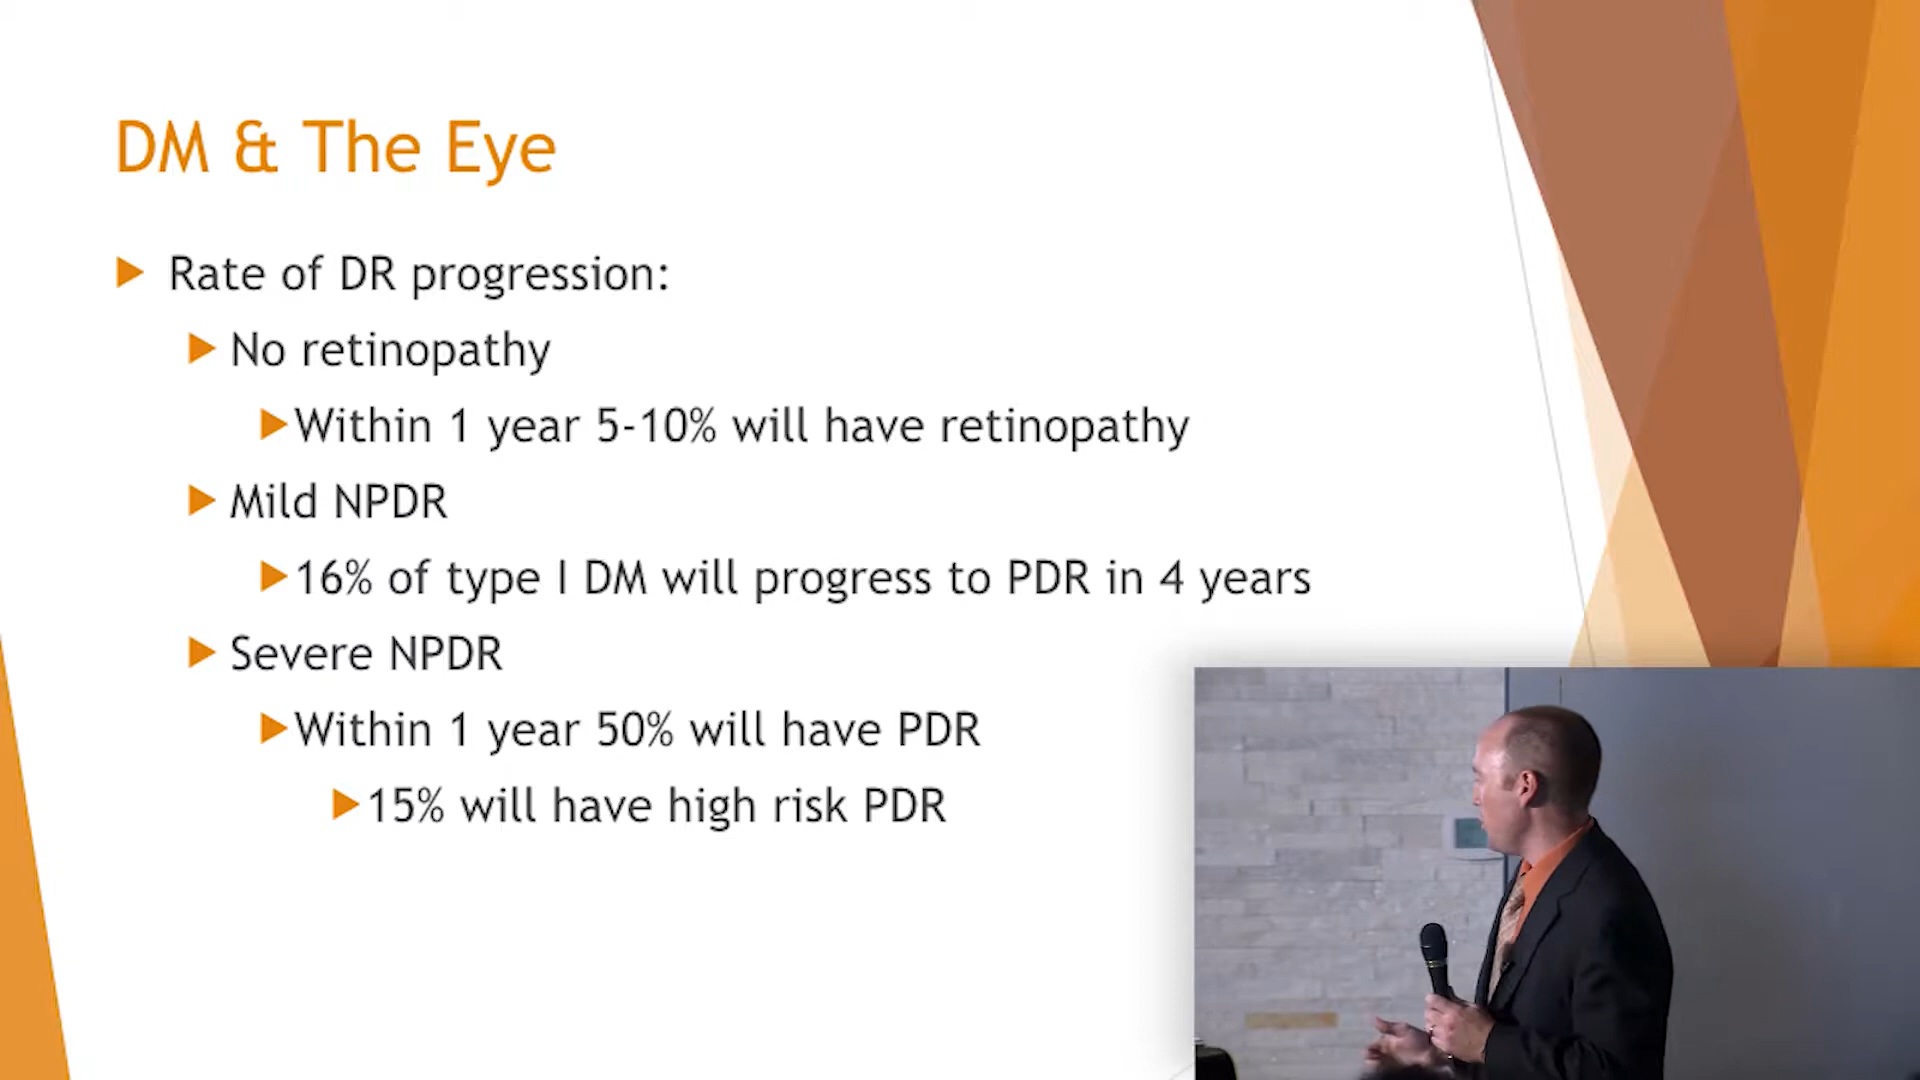 DM & The Eye
Rate of DR progression:
No retinopathy
Within 1 year 5-10% will have retinopathy
Mild NPDR
16% of type I DM will progress to PDR in 4 years
Severe NPDR
Within 1 year 50% will have PDR
15% will have high risk PDR